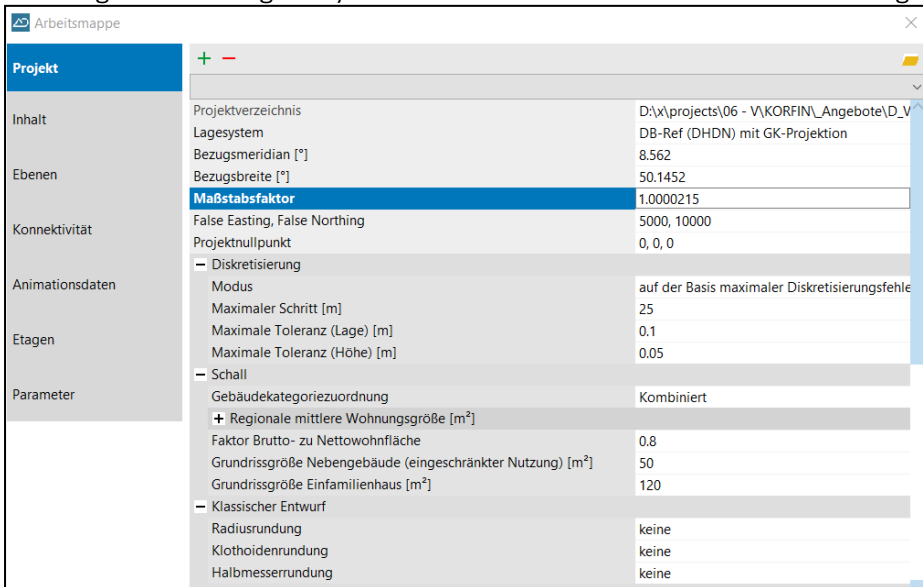 Arbeitsmappe
Projekt
Inhalt
Ebenen
Konnektivität
Animationsdaten
Etagen
Parameter
Projektverzeichnis D:\x\projects\06 - V\KORFIN\_Angebote\D_V
Lagesystem DB-Ref (DHDN) mit GK-Projektion
Bezugsmeridian [°] 8.562
Bezugsbreite [°] 50.1452
Maßstabsfaktor 1.0000215
False Easting, False Northing 5000, 10000
Projektnullpunkt 0, 0, 0
Diskretisierung
Modus auf der Basis maximaler Diskretisierungsfehle
Maximaler Schritt [m] 25
Maximale Toleranz (Lage) [m] 0.1
Maximale Toleranz (Höhe) [m] 0.05
Schall
Gebäudekategoriezuordnung Kombiniert
Regionale mittlere Wohnungsgröße [m²]
Faktor Brutto- zu Nettowohnfläche 0.8
Grundrissgröße Nebengebäude (eingeschränkter Nutzung) [m²] 50
Grundrissgröße Einfamilienhaus [m²] 120
Klassischer Entwurf
Radiusrundung keine
Klothoidenrundung keine
Halbmesserrundung keine